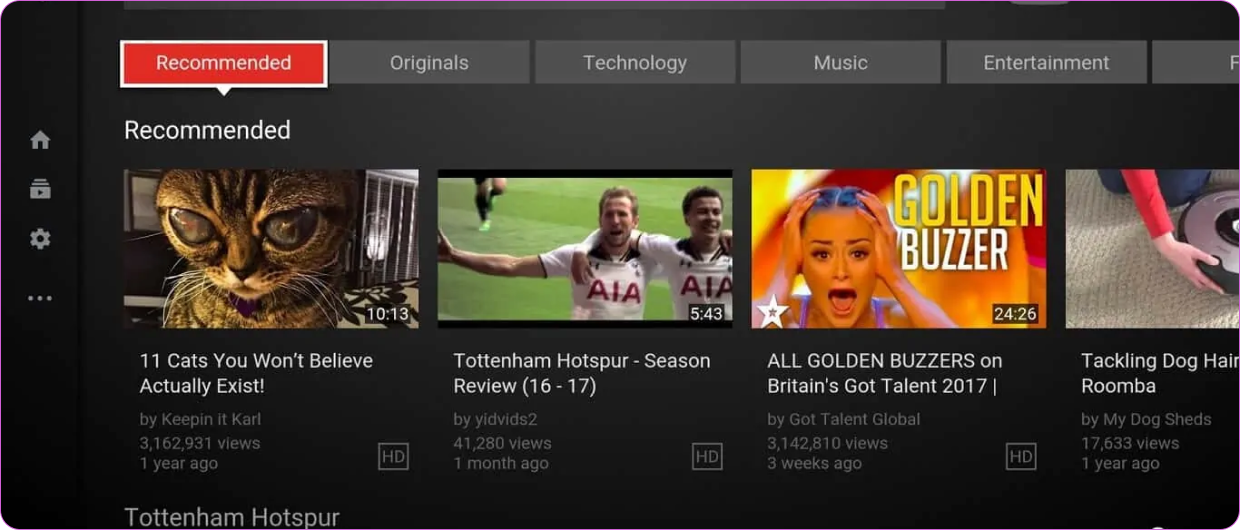 Recommended
Originals
Technology
Music
Entertainment
F
Recommended
10:13
AIA
AIA
5:43
GOLDEN
BUZZER
24:26
11 Cats You Won’t Believe
Actually Exist!
by Keepin it Karl
3,162,931 views
1 year ago
HD
Tottenham Hotspur - Season
Review (16 - 17)
by yidvids2
41,280 views
1 month ago
HD
ALL GOLDEN BUZZERS on
Britain's Got Talent 2017 |
by Got Talent Global
3,142,810 views
3 weeks ago
HD
Tackling Dog Hair
Roomba
by My Dog Sheds
17,633 views
1 year ago
Tottenham Hotspur